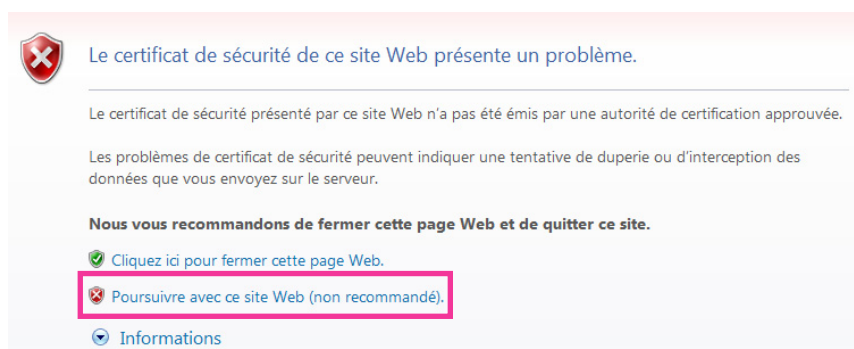 Le certificat de sécurité de ce site Web présente un problème.
Le certificat de sécurité présenté par ce site Web n'a pas été émis par une autorité de certification approuvée.
Les problèmes de certificat de sécurité peuvent indiquer une tentative de duperie ou d'interception des
données que vous envoyez sur le serveur.
Nous vous recommandons de fermer cette page Web et de quitter ce site.
Cliquez ici pour fermer cette page Web.
Poursuivre avec ce site Web (non recommandé).
Informations